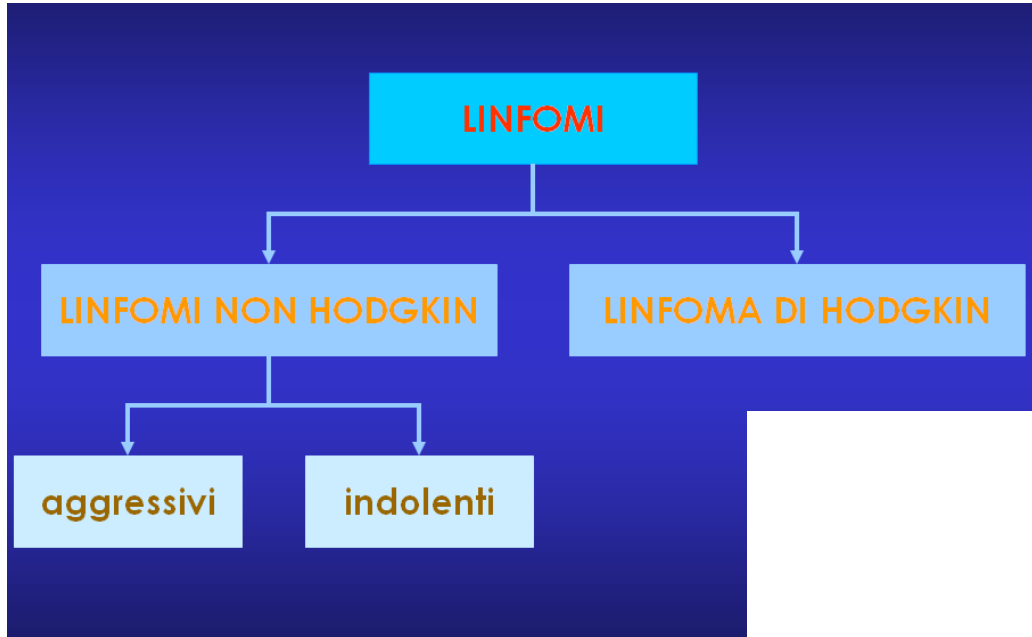 LINFOMI
LINFOMI NON HODGKIN
LINFOMA DI HODGKIN
aggressivi
indolenti